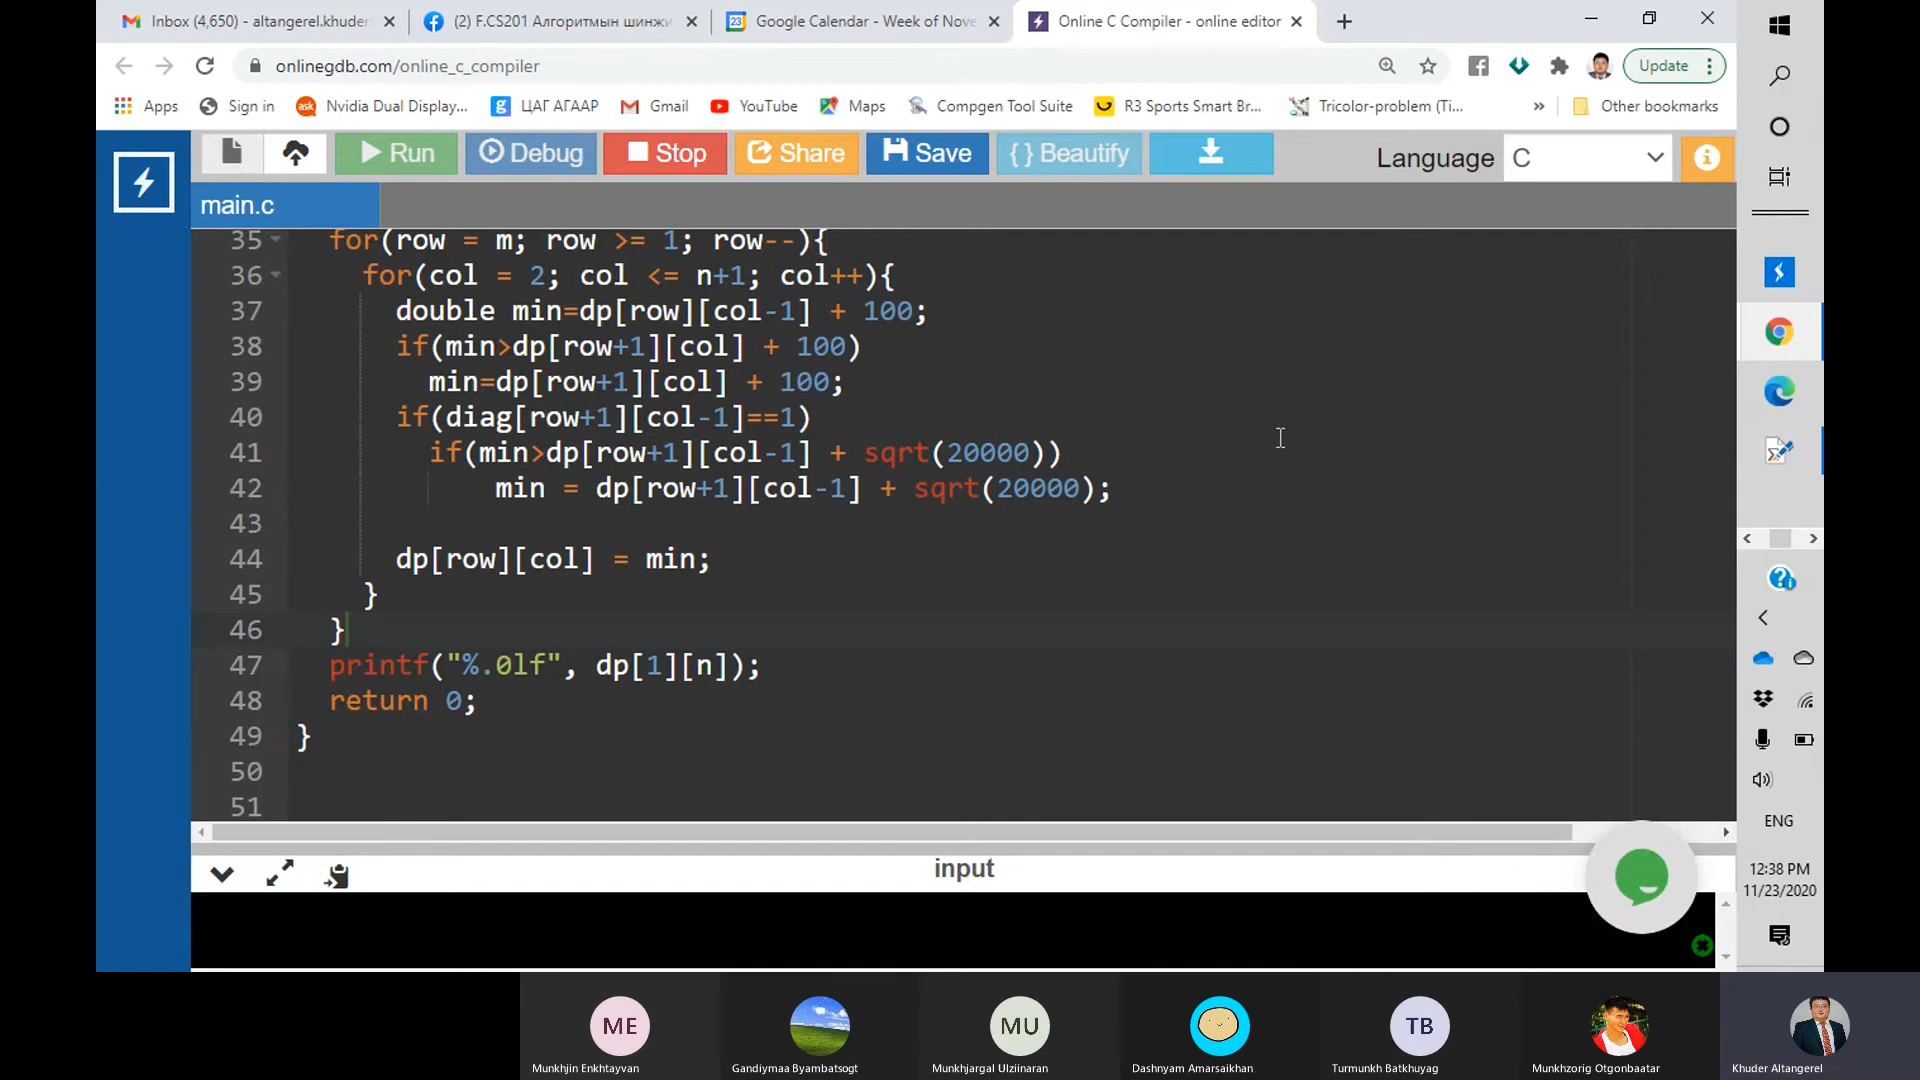 Inbox (4,650) - altangerel.khuder
(2) F.CS201 Алгоритмын шинжи
Google Calendar - Week of Nove
Online C Compiler - online editor
onlinegdb.com/online_c_compiler
Update
Apps
Sign in
Nvidia Dual Display...
ЦАГ АГААР
Gmail
YouTube
Maps
Compgen Tool Suite
R3 Sports Smart Br...
Tricolor-problem (Ti...
»
Other bookmarks
Run
Debug
Stop
Share
Save
{ } Beautify
Language
C
main.c
35 for(row = m; row >= 1; row--){
36 for(col = 2; col <= n+1; col++){
37 double min=dp[row][col-1] + 100;
38 if(min>dp[row+1][col] + 100)
39 min=dp[row+1][col] + 100;
40 if(diag[row+1][col-1]==1)
41 if(min>dp[row+1][col-1] + sqrt(20000))
42 min = dp[row+1][col-1] + sqrt(20000);
43
44 dp[row][col] = min;
45 }
46 }
47 printf("%.0lf", dp[1][n]);
48 return 0;
49 }
50
51
input
ENG
12:38 PM
11/23/2020
ME
MU
TB
Munkhjin Enkhtayvan
Gandiymaa Byambatsogt
Munkhjargal Ulziinaran
Dashnyam Amarsaikhan
Turmunkh Batkhuyag
Munkhzorig Otgonbaatar
Khuder Altangerel